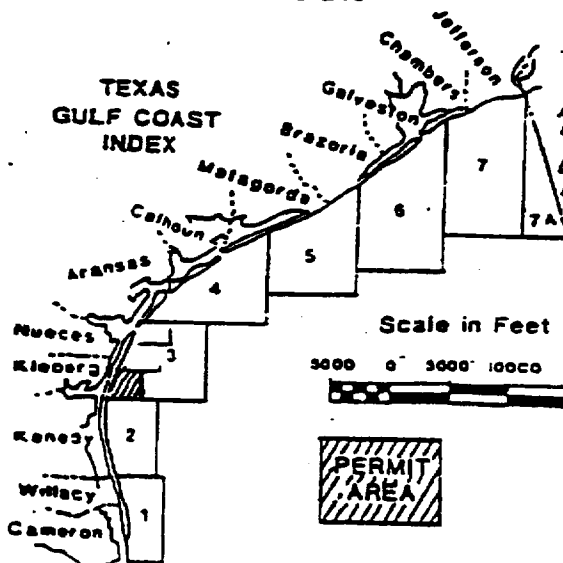 TEXAS
GULF COAST
INDEX
Jefferson
Chambers
Galveston
Brazoria
Matagorda
Calhoun
Aransas
Nueces
Kleberg
Kenedy
Willacy
Cameron
7
7A
6
5
4
3
2
1
Scale in Feet
5000 0 5000 10000
PERMIT
AREA